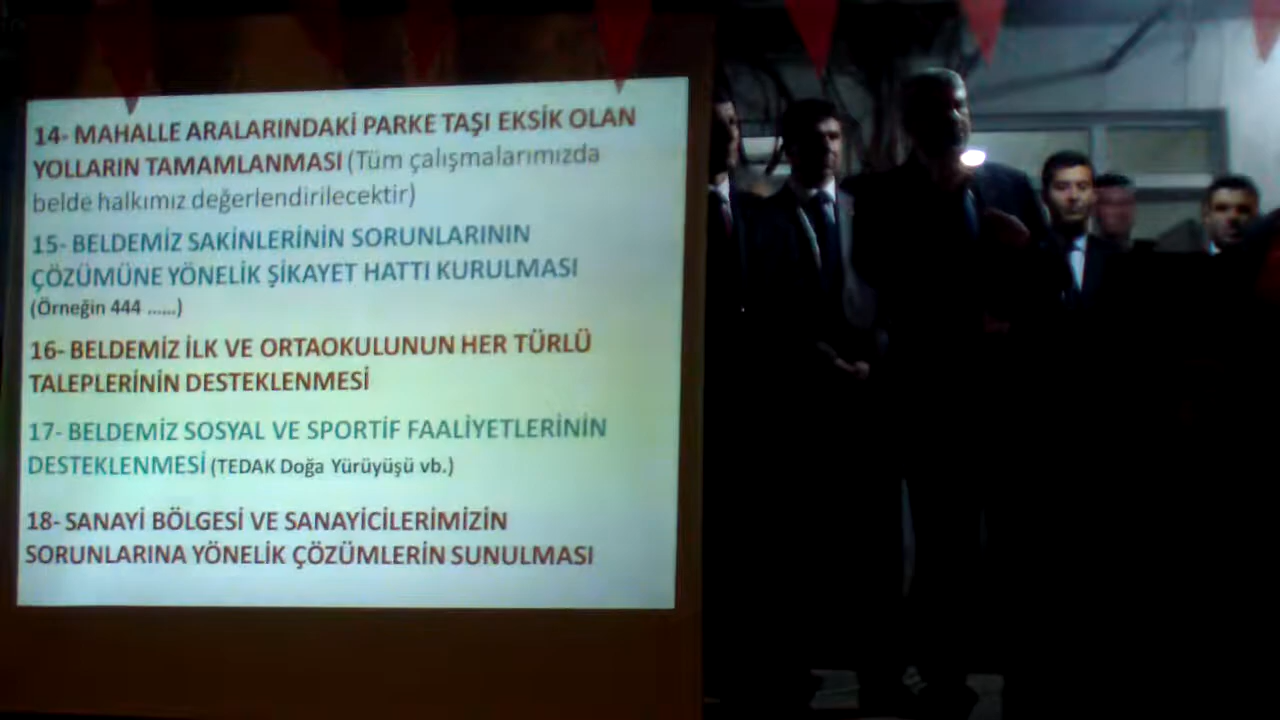 14- MAHALLE ARALARINDAKİ PARKE TAŞI EKSİK OLAN
YOLLARIN TAMAMLANMASI (Tüm çalışmalarımızda
belde halkımız değerlendirilecektir)
15- BELDEMİZ SAKİNLERİNİN SORUNLARININ
ÇÖZÜMÜNE YÖNELİK ŞİKAYET HATTI KURULMASI
(Örneğin 444 ......)
16- BELDEMİZ İLK VE ORTAOKULUNUN HER TÜRLÜ
TALEPLERİNİN DESTEKLENMESİ
17- BELDEMİZ SOSYAL VE SPORTİF FAALİYETLERİNİN
DESTEKLENMESİ (TEDAK Doğa Yürüyüşü vb.)
18- SANAYİ BÖLGESİ VE SANAYİCİLERİMİZİN
SORUNLARINA YÖNELİK ÇÖZÜMLERİN SUNULMASI